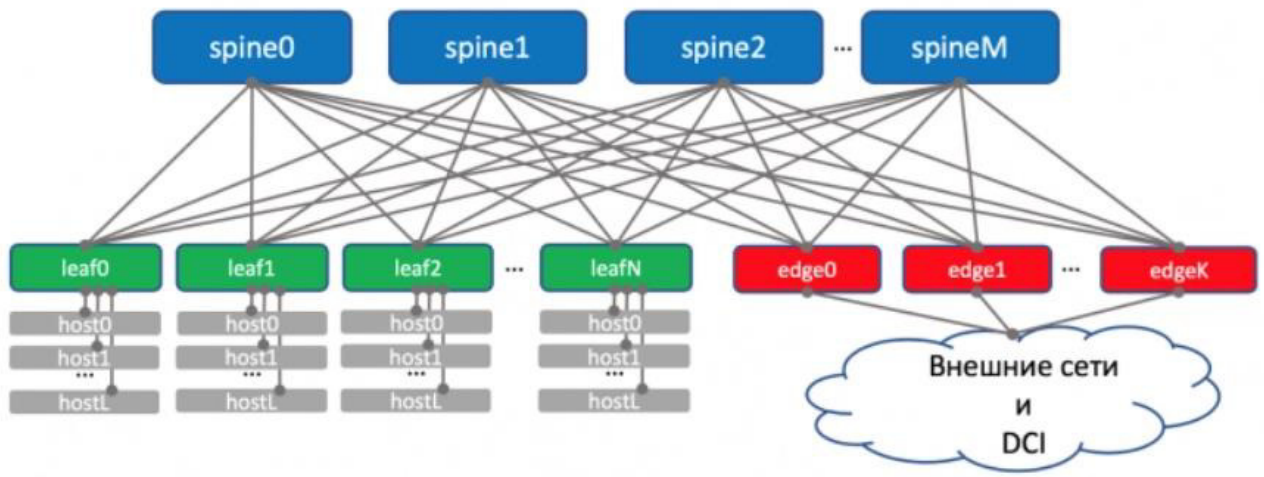 spine0 spine1 spine2 ... spineM
leaf0 leaf1 leaf2 ... leafN edge0 edge1 ... edgeK
host0 host0 host0 host0
host1 host1 host1 host1
... ... ... ...
hostL hostL hostL hostL
Внешние сети
и
DCI